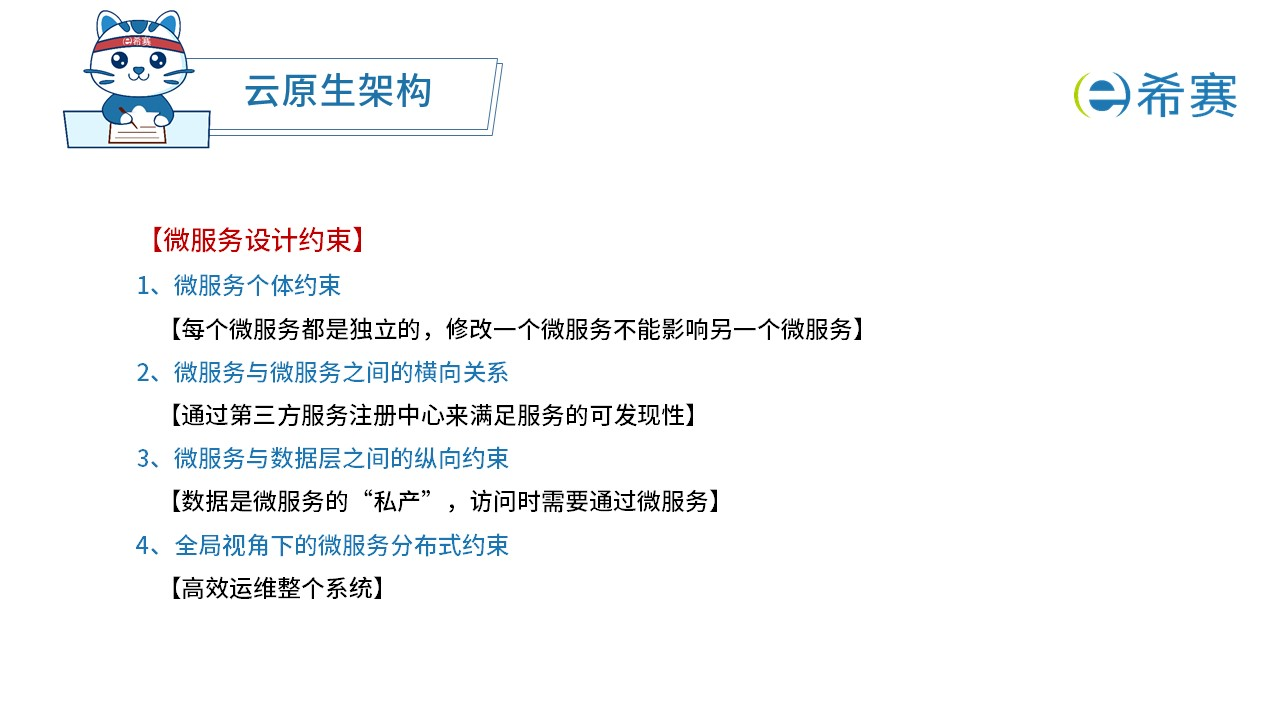 希赛
云原生架构
希赛
【微服务设计约束】
1、微服务个体约束
【每个微服务都是独立的，修改一个微服务不能影响另一个微服务】
2、微服务与微服务之间的横向关系
【通过第三方服务注册中心来满足服务的可发现性】
3、微服务与数据层之间的纵向约束
【数据是微服务的“私产”，访问时需要通过微服务】
4、全局视角下的微服务分布式约束
【高效运维整个系统】